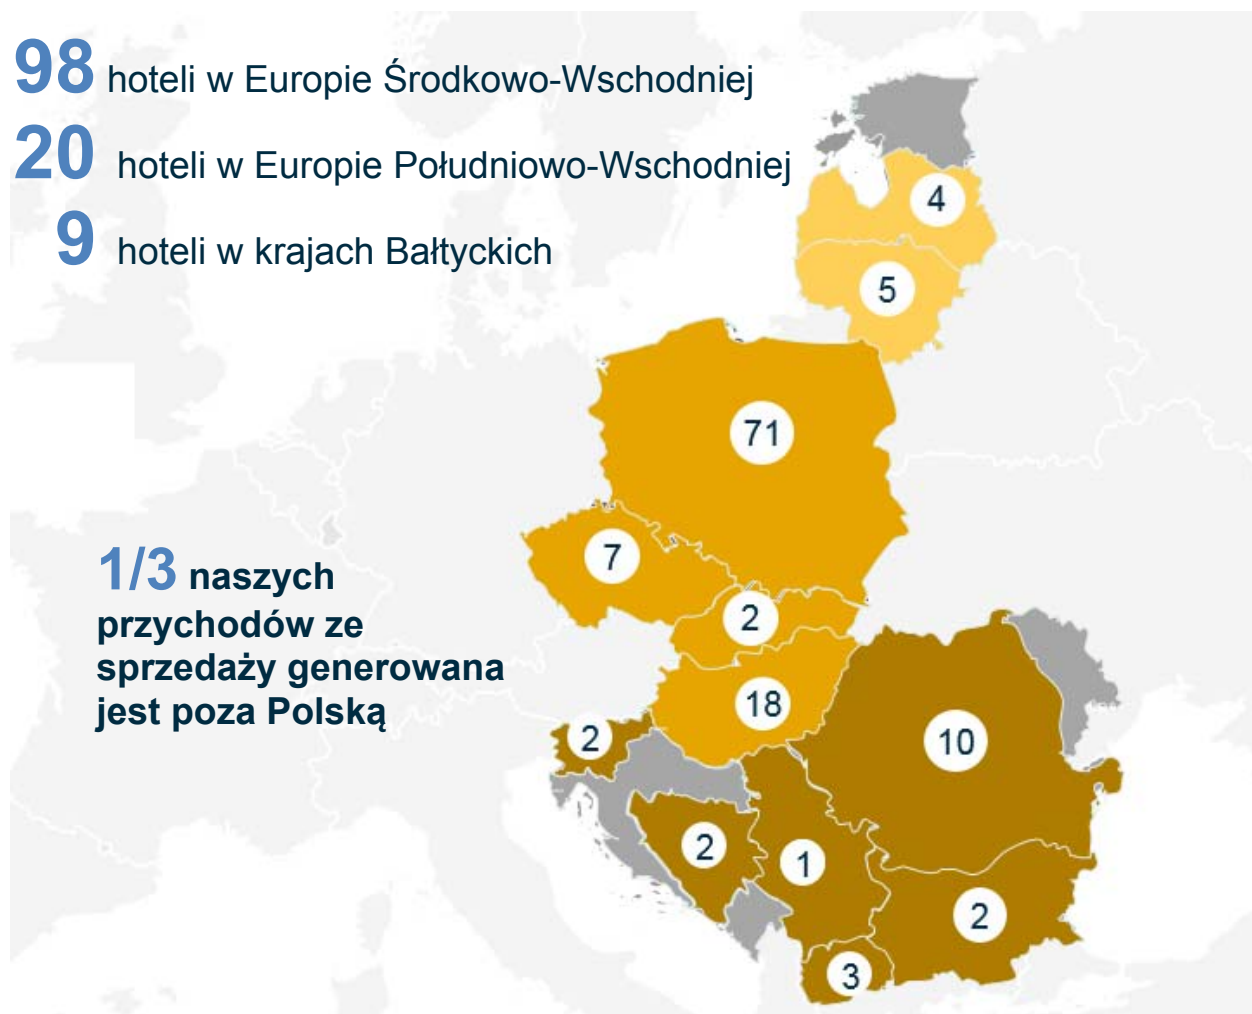 98 hoteli w Europie Środkowo-Wschodniej
20 hoteli w Europie Południowo-Wschodniej
9 hoteli w krajach Bałtyckich
4
5
71
7
2
18
2
10
2
1
2
3
1/3 naszych
przychodów ze
sprzedaży generowana
jest poza Polską